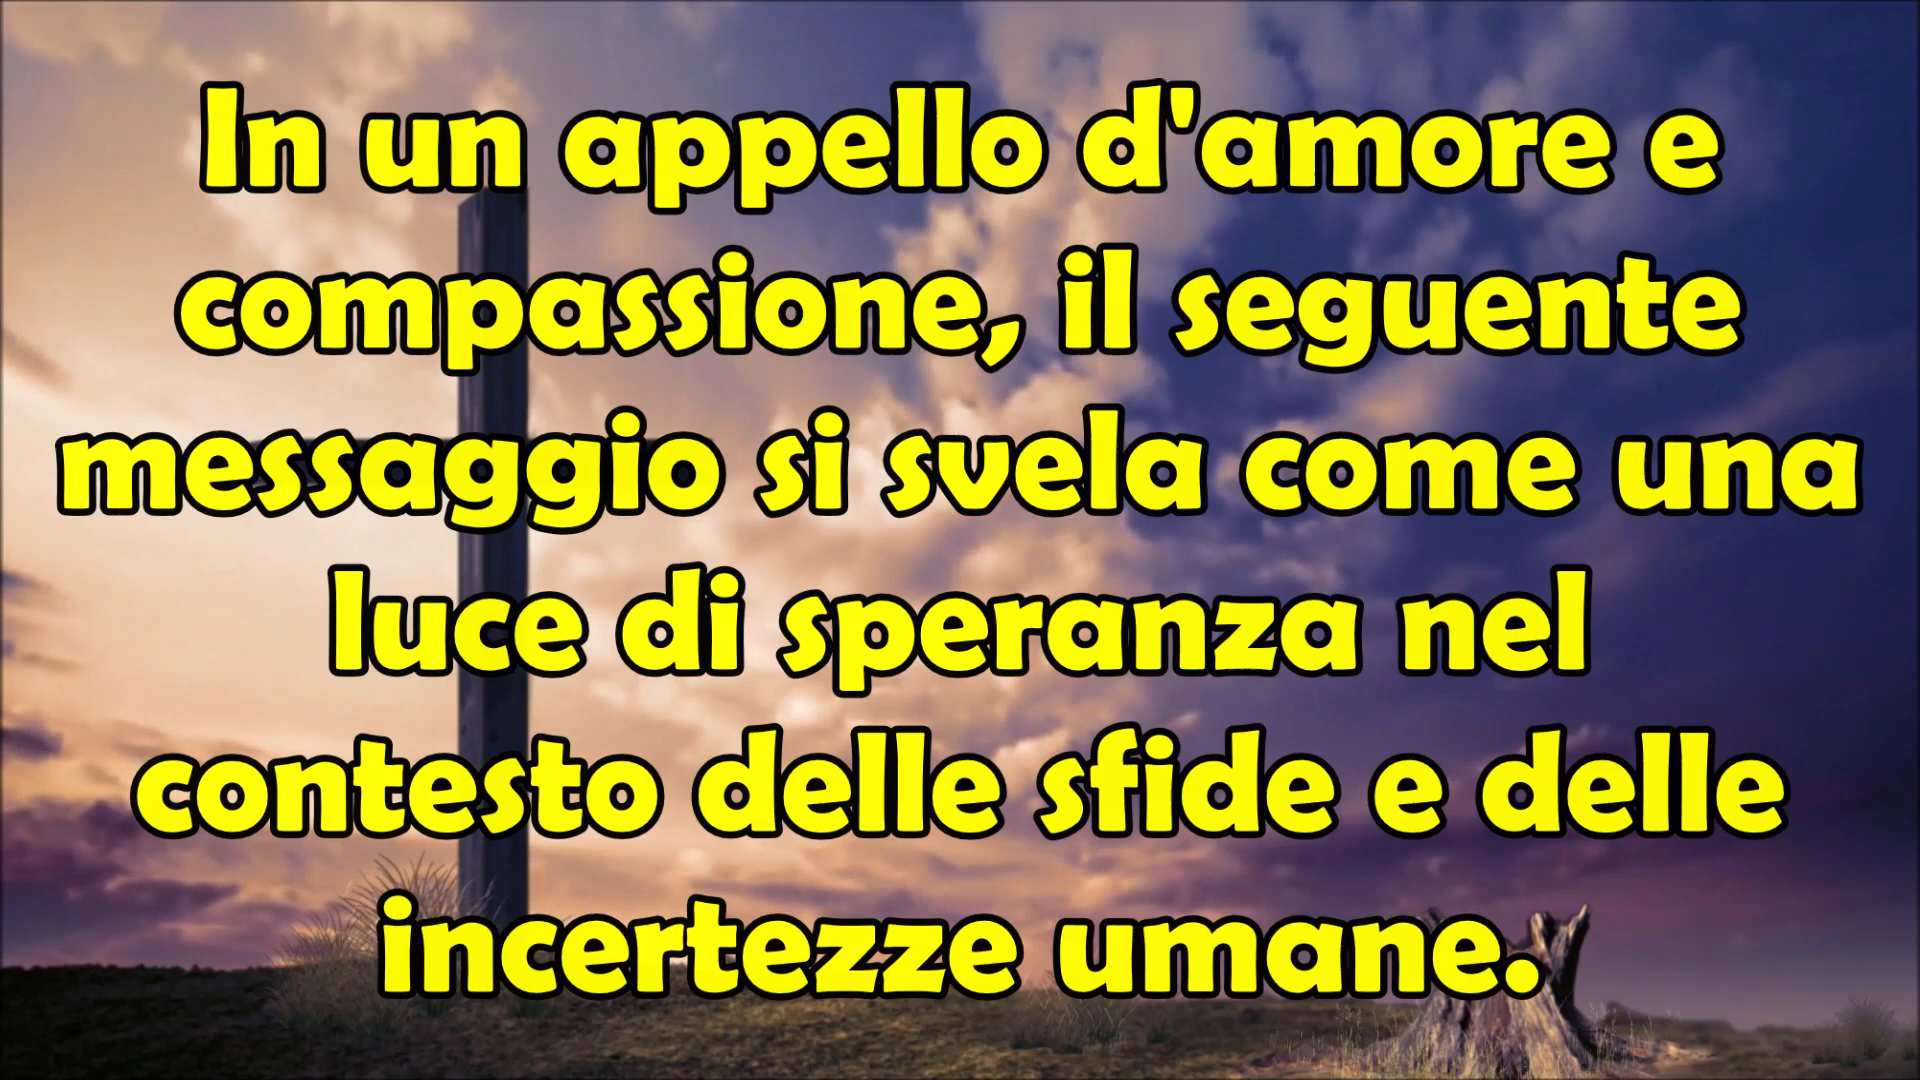 In un appello d'amore e
compassione, il seguente
messaggio si svela come una
luce di speranza nel
contesto delle sfide e delle
incertezze umane.